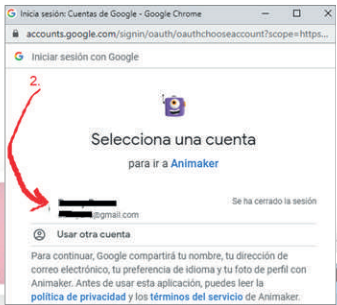 Inicia sesión: Cuentas de Google - Google Chrome
accounts.google.com/signin/oauth/oauthchooseaccount?scope=https...
Iniciar sesión con Google
2.
Selecciona una cuenta
para ir a Animaker
Se ha cerrado la sesión
@gmail.com
Usar otra cuenta
Para continuar, Google compartirá tu nombre, tu dirección de
correo electrónico, tu preferencia de idioma y tu foto de perfil con
Animaker. Antes de usar esta aplicación, puedes leer la
política de privacidad y los términos del servicio de Animaker.